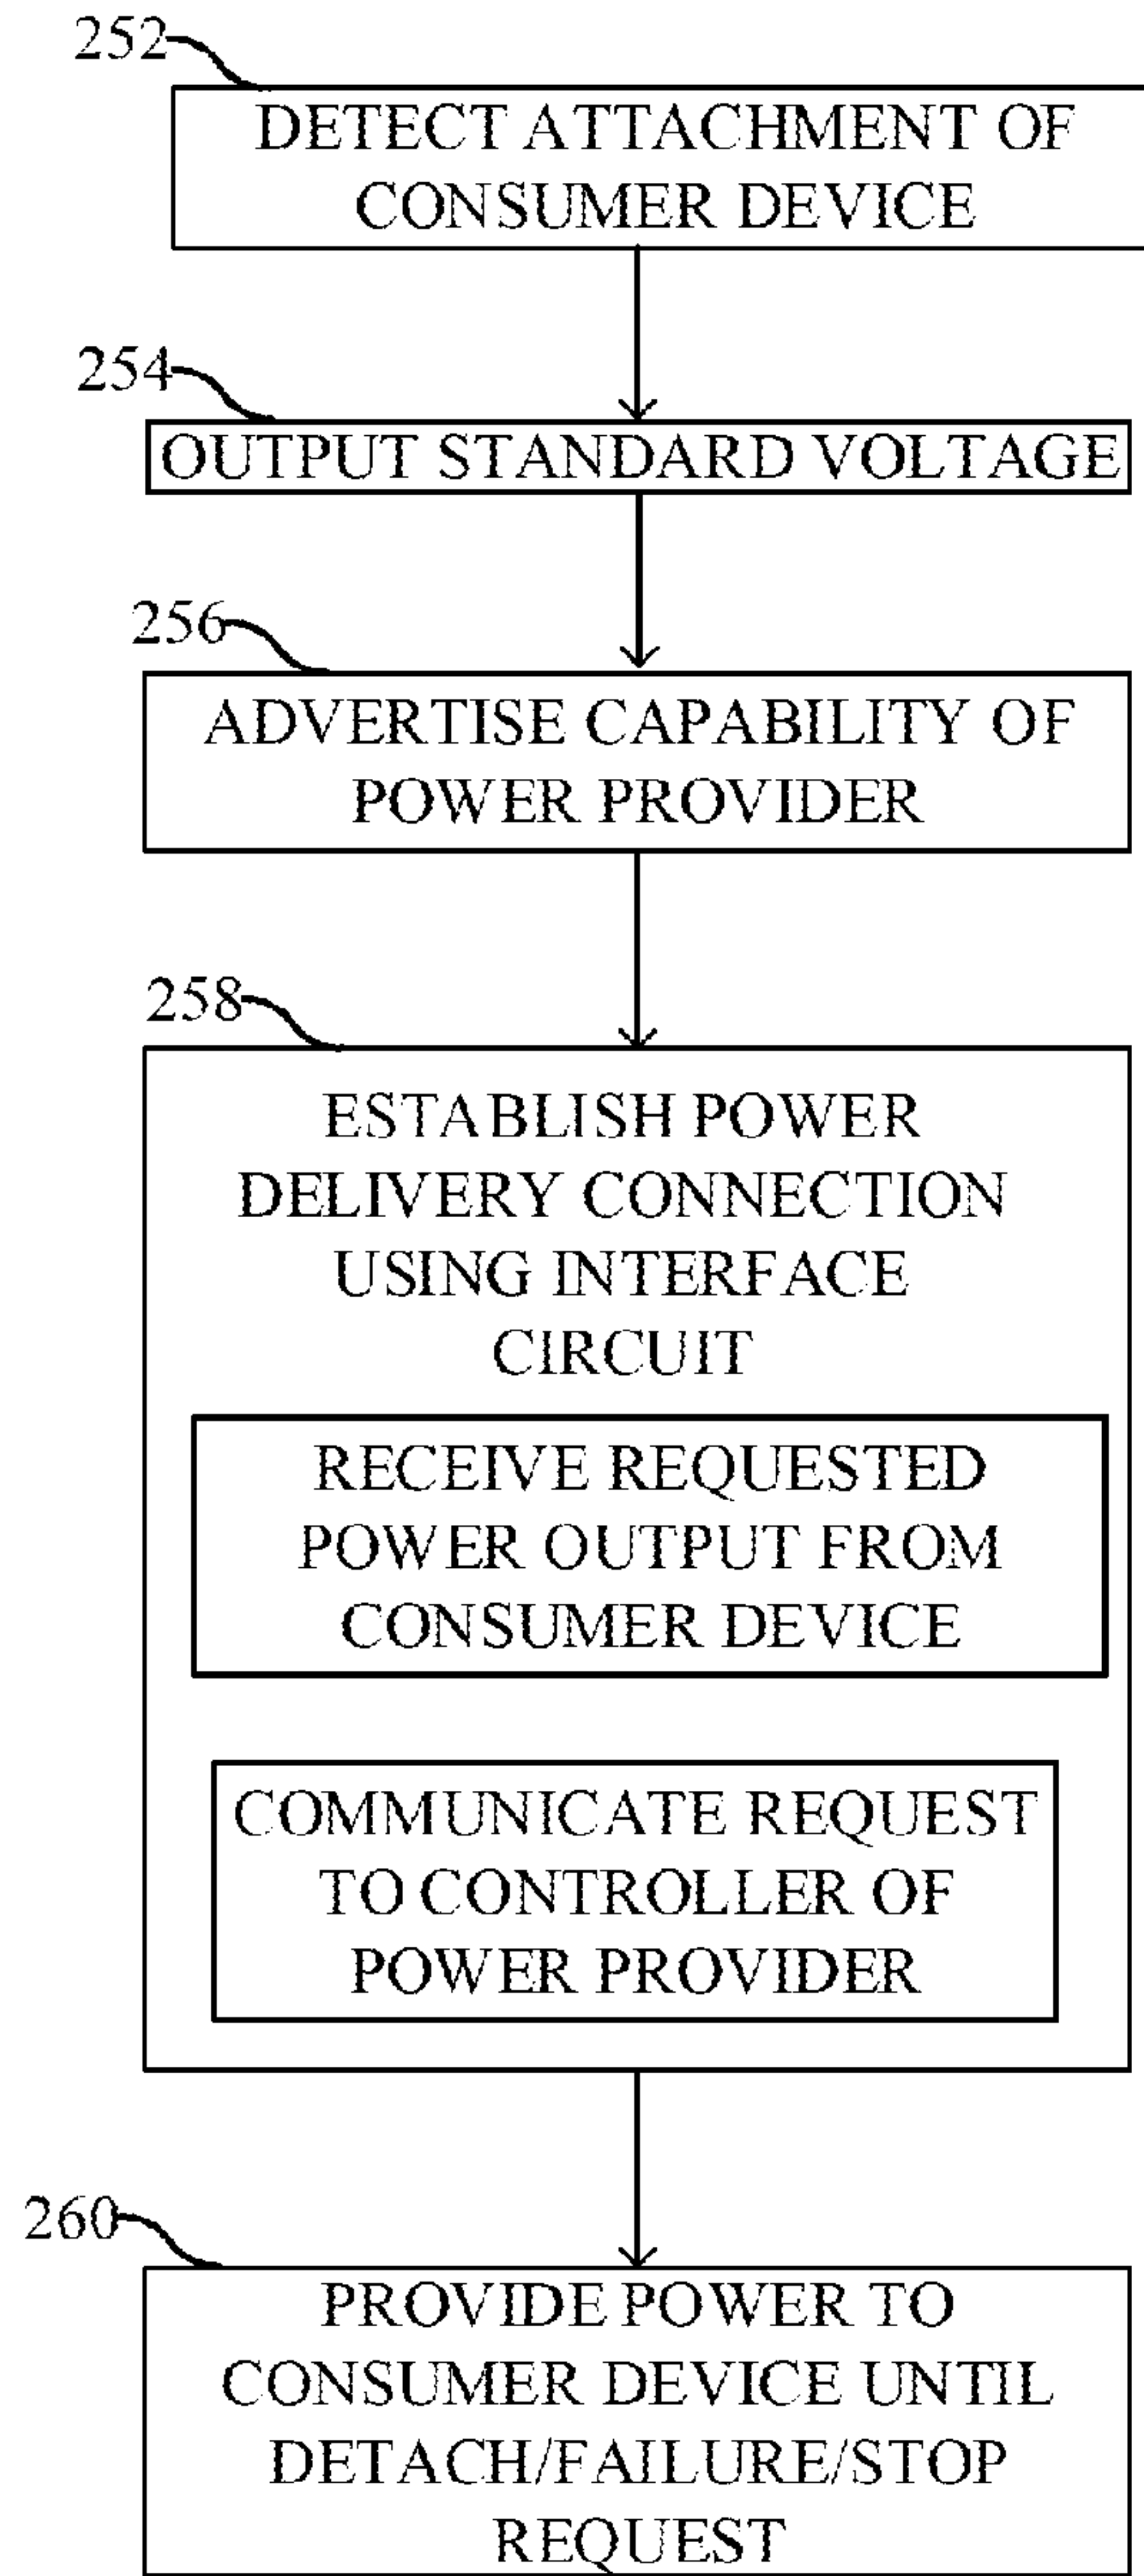 252
DETECT ATTACHMENT OF
CONSUMER DEVICE
254
OUTPUT STANDARD VOLTAGE
256
ADVERTISE CAPABILITY OF
POWER PROVIDER
258
ESTABLISH POWER
DELIVERY CONNECTION
USING INTERFACE
CIRCUIT
RECEIVE REQUESTED
POWER OUTPUT FROM
CONSUMER DEVICE
COMMUNICATE REQUEST
TO CONTROLLER OF
POWER PROVIDER
260
PROVIDE POWER TO
CONSUMER DEVICE UNTIL
DETACH/FAILURE/STOP
REQUEST